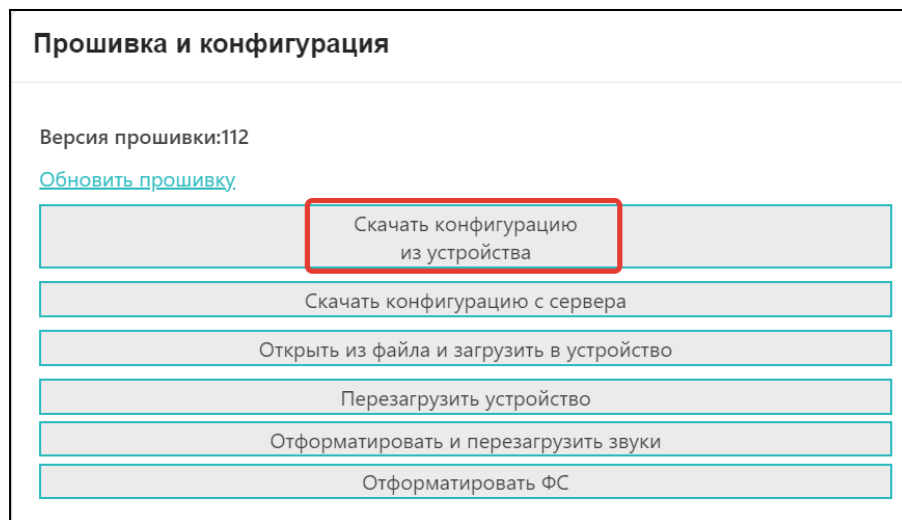 Прошивка и конфигурация
Версия прошивки:112
Обновить прошивку
Скачать конфигурацию
из устройства
Скачать конфигурацию с сервера
Открыть из файла и загрузить в устройство
Перезагрузить устройство
Отформатировать и перезагрузить звуки
Отформатировать ФС